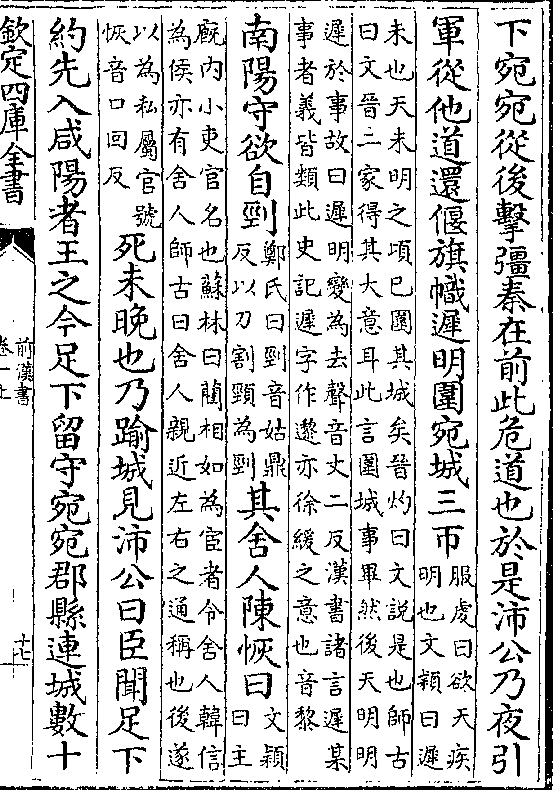 下宛宛從後擊彊秦在前此危道也於是沛公乃夜引
軍從他道還偃旗幟遲明圍宛城三帀
服虔曰欲天疾
明也文穎曰遲
未也天未明之頃已圍其城矣晉灼曰文說是也師古
曰文晉二家得其大意耳此言圍城事畢然後天明明
遲於事故曰遲明變為去聲音丈二反漢書諸言遲某
事者義皆類此史記遲字作邌亦徐緩之意也音黎
南陽守欲自剄
鄭氏曰剄音姑鼎
反以刀割頸為剄
其舍人陳恢曰
文穎
曰主
廄内小吏官名也蘇林曰藺相如為宦者令舍人韓信
為侯亦有舍人師古曰舍人親近左右之通稱也後遂
以為私屬官號
恢音口回反
死未晚也乃踰城見沛公曰臣聞足下
約先入咸陽者王之今足下留守宛宛郡縣連城數十
欽定四庫全書
前漢書
卷一上
十七